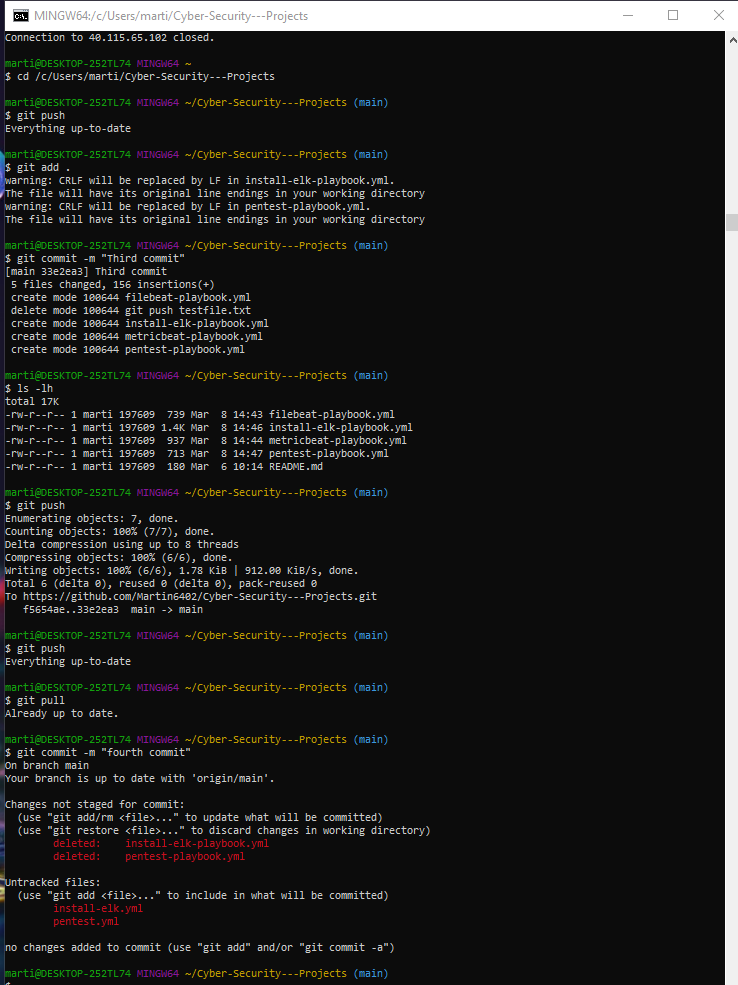 MINGW64:/c/Users/marti/Cyber-Security---Projects
Connection to 40.115.65.102 closed.
marti@DESKTOP-252TL74 MINGW64 ~
$ cd /c/Users/marti/Cyber-Security---Projects
marti@DESKTOP-252TL74 MINGW64 ~/Cyber-Security---Projects (main)
$ git push
Everything up-to-date
marti@DESKTOP-252TL74 MINGW64 ~/Cyber-Security---Projects (main)
$ git add .
warning: CRLF will be replaced by LF in install-elk-playbook.yml.
The file will have its original line endings in your working directory
warning: CRLF will be replaced by LF in pentest-playbook.yml.
The file will have its original line endings in your working directory
marti@DESKTOP-252TL74 MINGW64 ~/Cyber-Security---Projects (main)
$ git commit -m "Third commit"
[main 33e2ea3] Third commit
 5 files changed, 156 insertions(+)
 create mode 100644 filebeat-playbook.yml
 delete mode 100644 git push testfile.txt
 create mode 100644 install-elk-playbook.yml
 create mode 100644 metricbeat-playbook.yml
 create mode 100644 pentest-playbook.yml
marti@DESKTOP-252TL74 MINGW64 ~/Cyber-Security---Projects (main)
$ ls -lh
total 17K
-rw-r--r-- 1 marti 197609  739 Mar  8 14:43 filebeat-playbook.yml
-rw-r--r-- 1 marti 197609 1.4K Mar  8 14:46 install-elk-playbook.yml
-rw-r--r-- 1 marti 197609  937 Mar  8 14:44 metricbeat-playbook.yml
-rw-r--r-- 1 marti 197609  713 Mar  8 14:47 pentest-playbook.yml
-rw-r--r-- 1 marti 197609  180 Mar  6 10:14 README.md
marti@DESKTOP-252TL74 MINGW64 ~/Cyber-Security---Projects (main)
$ git push
Enumerating objects: 7, done.
Counting objects: 100% (7/7), done.
Delta compression using up to 8 threads
Compressing objects: 100% (6/6), done.
Writing objects: 100% (6/6), 1.78 KiB | 912.00 KiB/s, done.
Total 6 (delta 0), reused 0 (delta 0), pack-reused 0
To https://github.com/Martin6402/Cyber-Security---Projects.git
   f5654ae..33e2ea3  main -> main
marti@DESKTOP-252TL74 MINGW64 ~/Cyber-Security---Projects (main)
$ git push
Everything up-to-date
marti@DESKTOP-252TL74 MINGW64 ~/Cyber-Security---Projects (main)
$ git pull
Already up to date.
marti@DESKTOP-252TL74 MINGW64 ~/Cyber-Security---Projects (main)
$ git commit -m "fourth commit"
On branch main
Your branch is up to date with 'origin/main'.
Changes not staged for commit:
  (use "git add/rm <file>..." to update what will be committed)
  (use "git restore <file>..." to discard changes in working directory)
        deleted:    install-elk-playbook.yml
        deleted:    pentest-playbook.yml
Untracked files:
  (use "git add <file>..." to include in what will be committed)
        install-elk.yml
        pentest.yml
no changes added to commit (use "git add" and/or "git commit -a")
marti@DESKTOP-252TL74 MINGW64 ~/Cyber-Security---Projects (main)
$